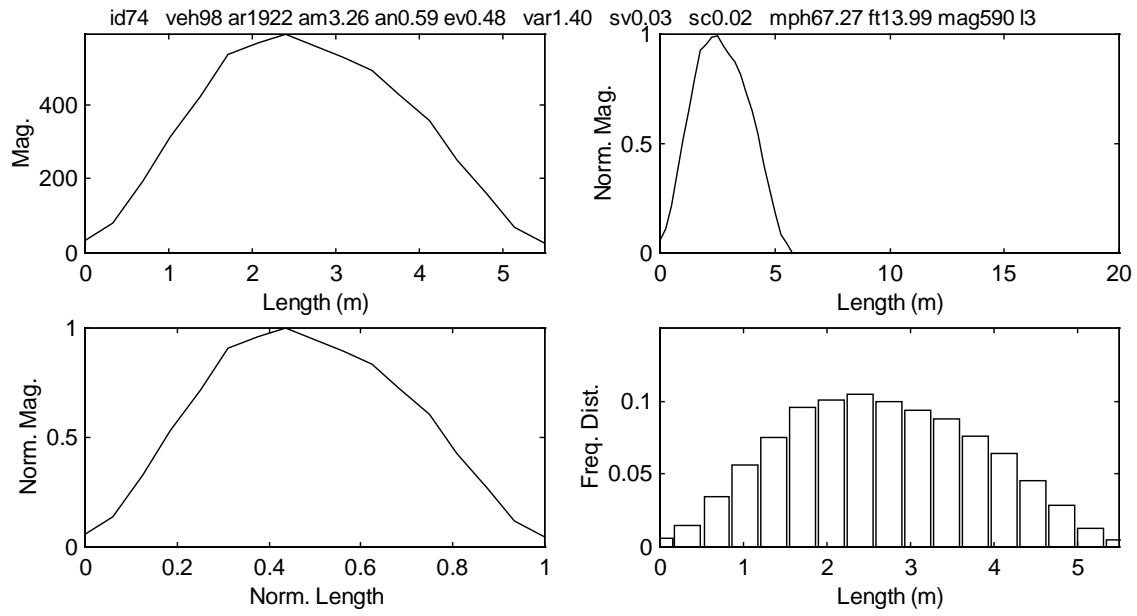 id74 veh98 ar1922 am3.26 an0.59 ev0.48 var1.40 sv0.03 sc0.02 mph67.27 ft13.99 mag590 l3
Mag.
400
200
0
0 1 2 3 4 5
Length (m)
Norm. Mag.
1
0.5
0
0 5 10 15 20
Length (m)
Norm. Mag.
1
0.5
0
0 0.2 0.4 0.6 0.8 1
Norm. Length
Freq. Dist.
0.1
0.05
0
0 1 2 3 4 5
Length (m)